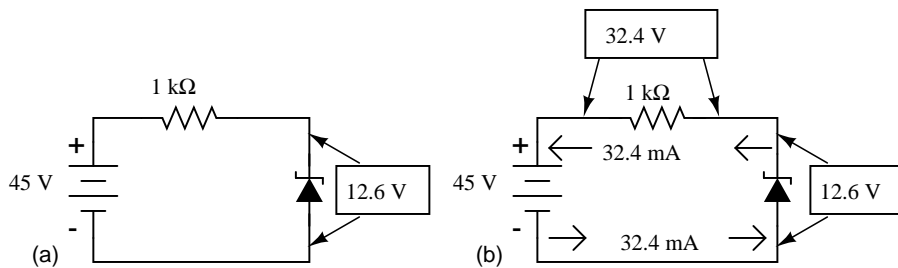 1 kΩ
+
45 V
-
12.6 V
(a)
32.4 V
1 kΩ
+
32.4 mA
45 V
-
12.6 V
32.4 mA
(b)